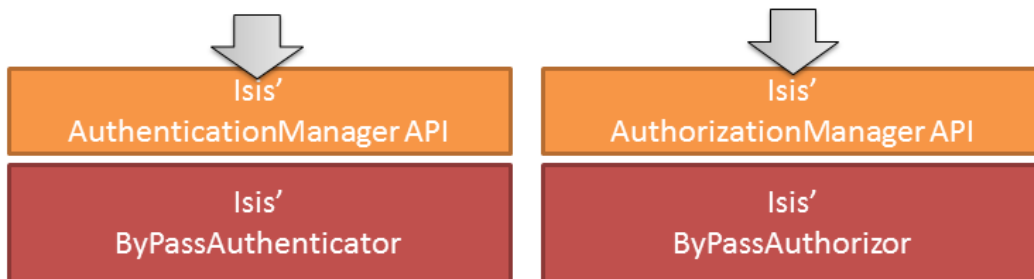 Isis’
AuthenticationManager API
Isis’
AuthorizationManager API
Isis’
ByPassAuthenticator
Isis’
ByPassAuthorizor